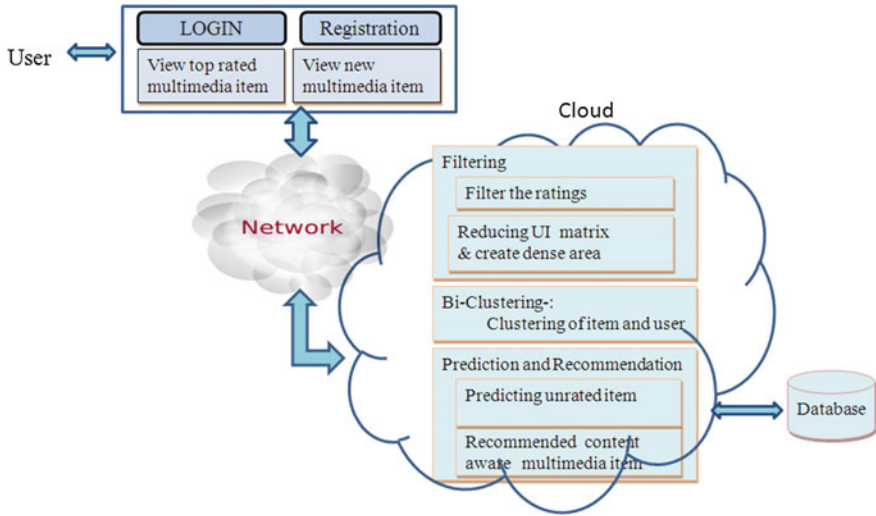 User
LOGIN
Registration
View top rated
multimedia item
View new
multimedia item
Network
Cloud
Filtering
Filter the ratings
Reducing UI matrix
& create dense area
Bi-Clustering-:
Clustering of item and user
Prediction and Recommendation
Predicting unrated item
Recommended content
aware multimedia item
Database